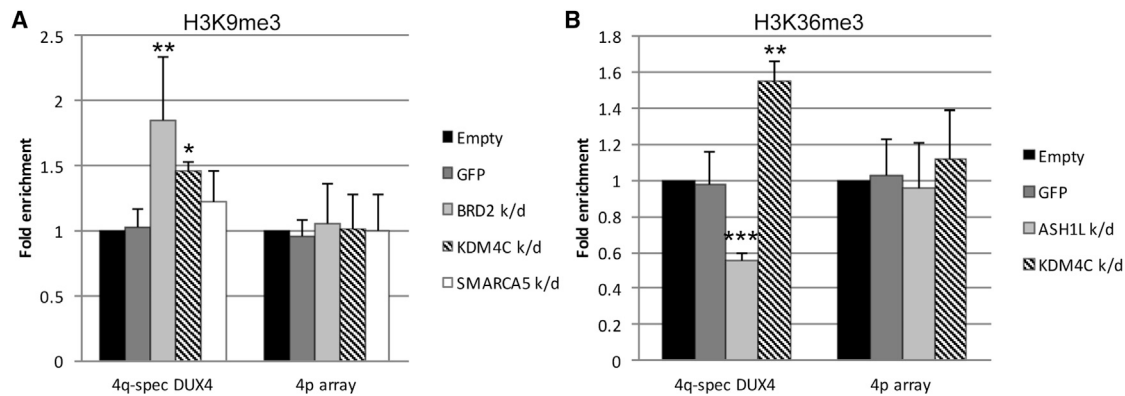 A
H3K9me3
Fold enrichment
2.5
2
1.5
1
0.5
0
**
*
4q-spec DUX4
4p array
Empty
GFP
BRD2 k/d
KDM4C k/d
SMARCA5 k/d
B
H3K36me3
Fold enrichment
1.8
1.6
1.4
1.2
1
0.8
0.6
0.4
0.2
0
***
**
4q-spec DUX4
4p array
Empty
GFP
ASH1L k/d
KDM4C k/d